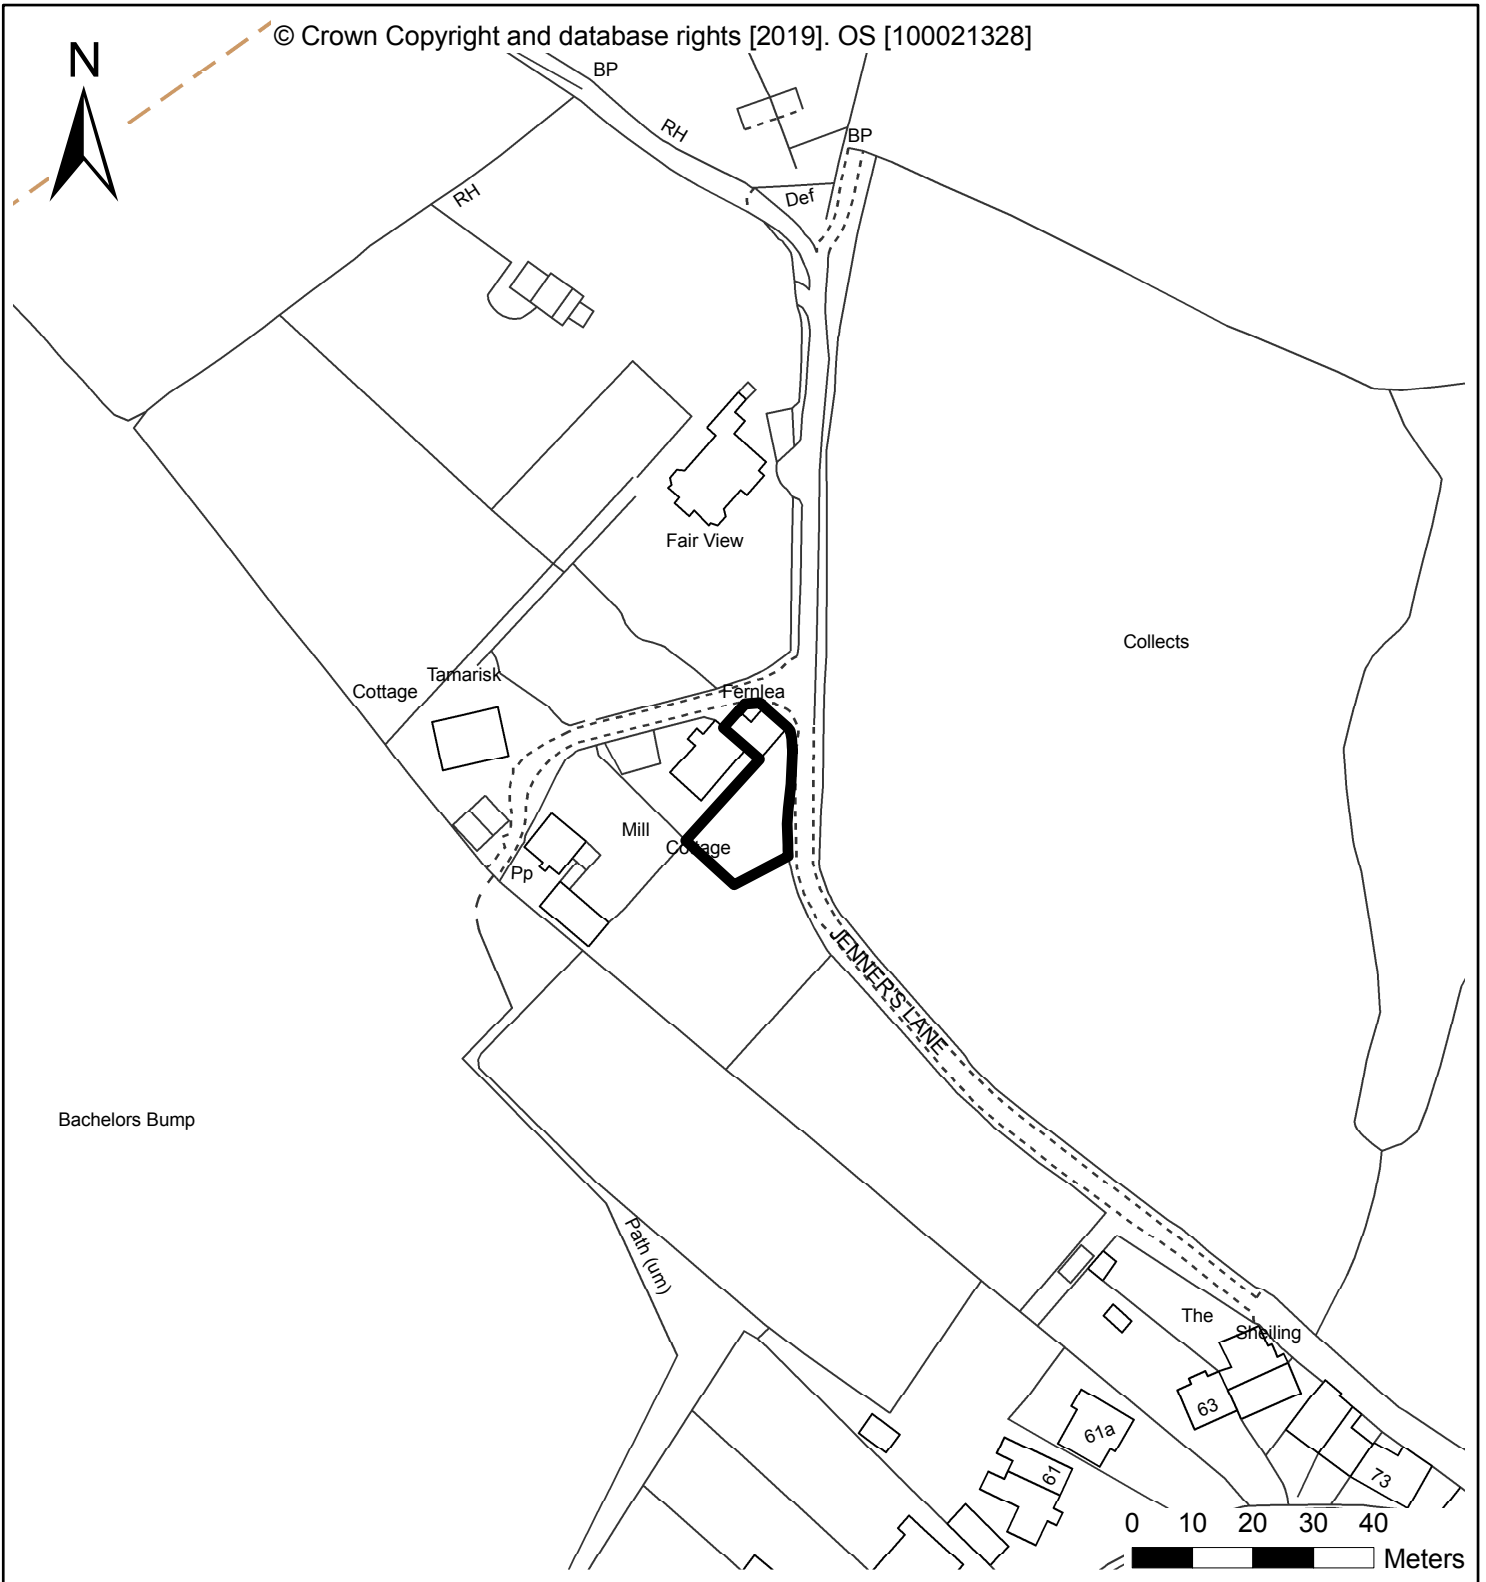 © Crown Copyright and database rights [2019]. OS [100021328]
N
BP
RH
BP
RH
Def
Fair View
Collects
Tamarisk
Cottage
Fernlea
Mill
Cottage
Pp
JENNER'S LANE
Bachelors Bump
Path (um)
The
Sheiling
63
61a
61
73
0 10 20 30 40
Meters